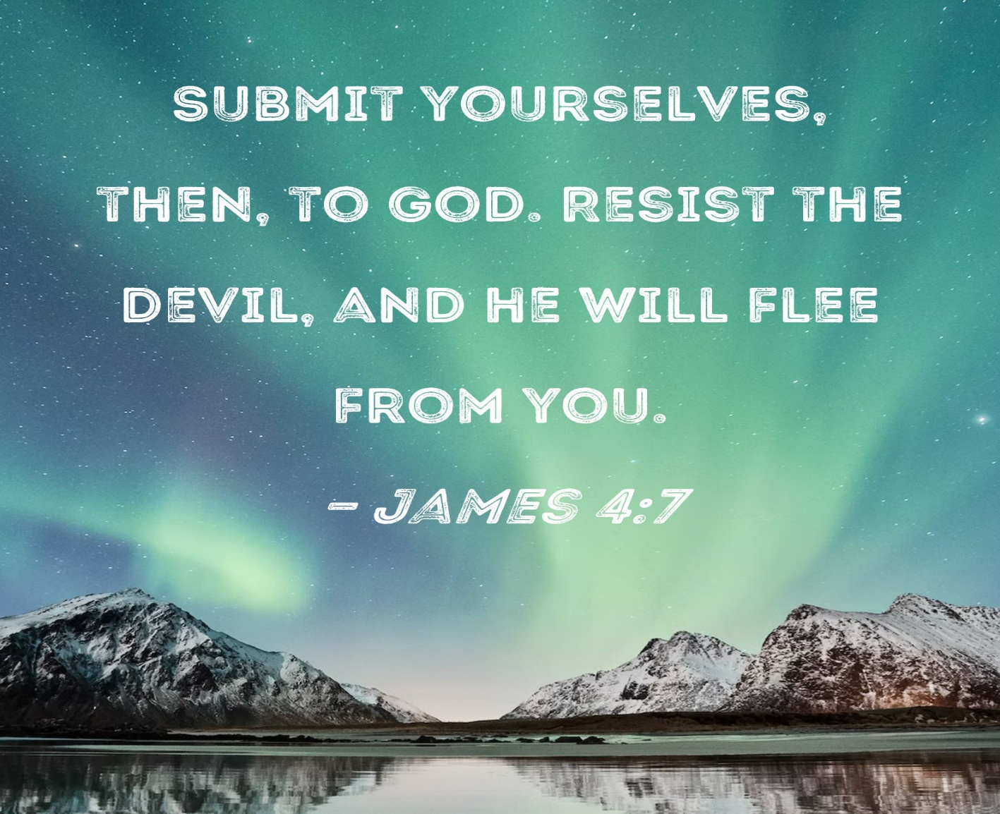 SUBMIT YOURSELVES,
THEN, TO GOD. RESIST THE
DEVIL, AND HE WILL FLEE
FROM YOU.
– JAMES 4:7